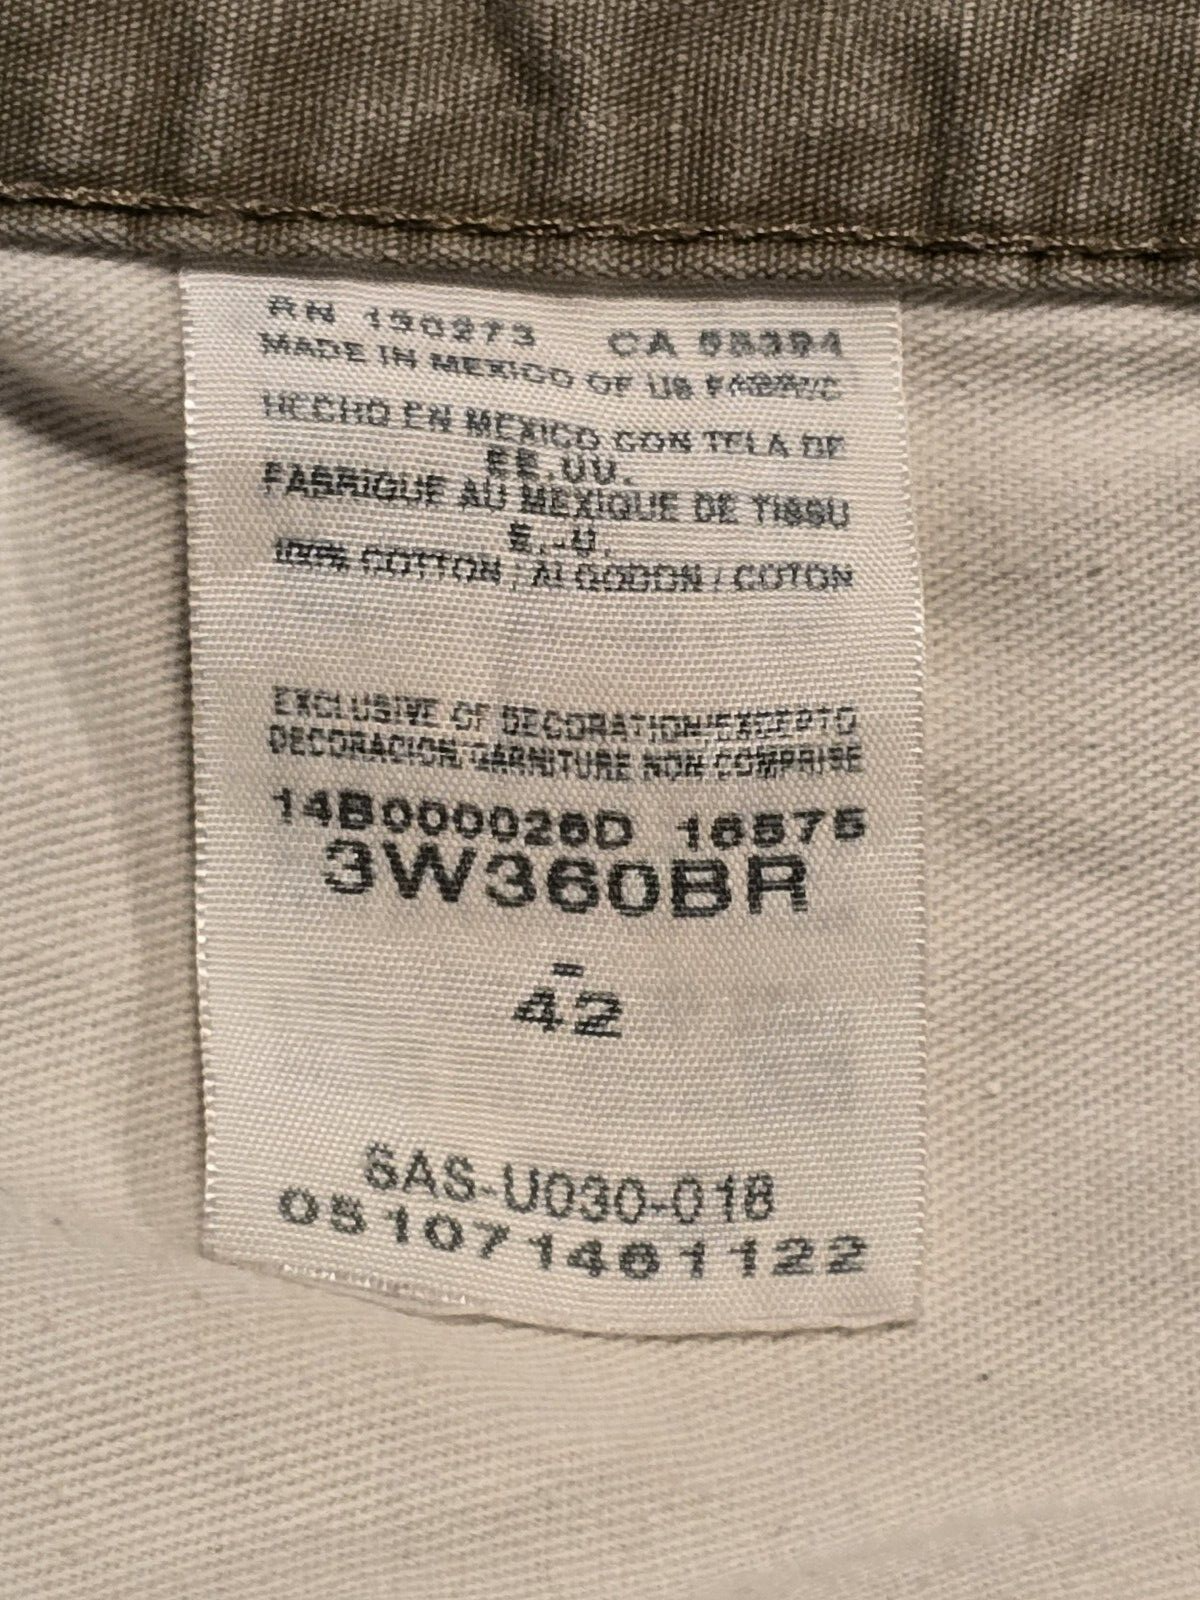 RN 130273 CA 58394
MADE IN MEXICO OF US FABRIC
HECHO EN MEXICO CON TELA DE
EE.UU.
FABRIQUE AU MEXIQUE DE TISSU
E.-U.
100% COTTON / ALGODON / COTON
EXCLUSIVE OF DECORATION/EXCEPTO
DECORACION/GARNITURE NON COMPRISE
14B000026D 16575
3W360BR
-
42
SAS-U030-018
051071461122